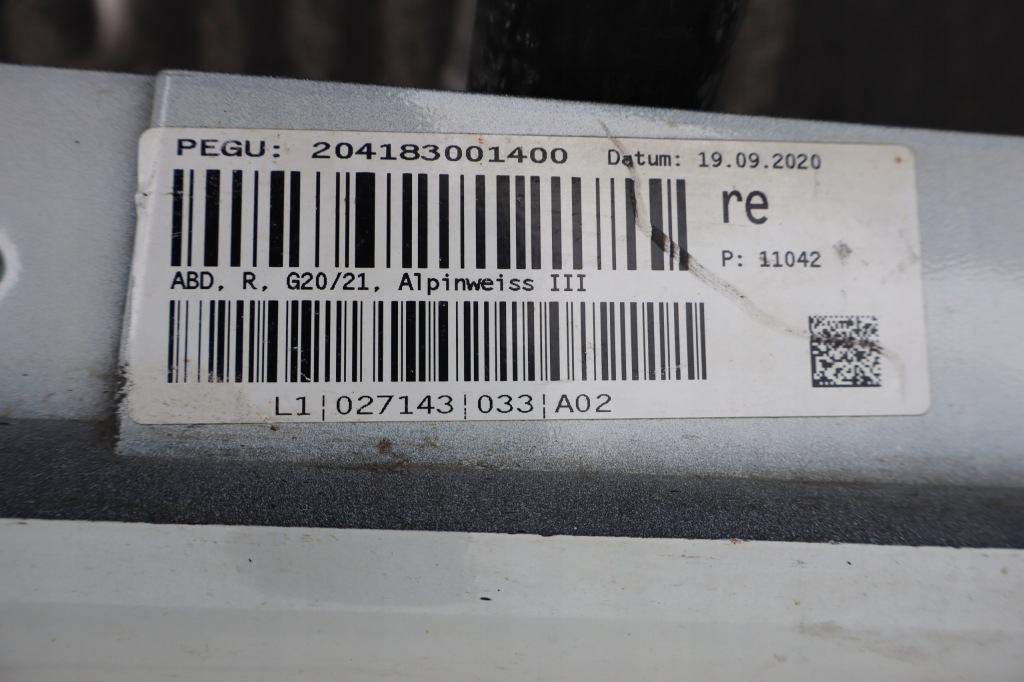 PEGU: 204183001400 Datum: 19.09.2020
re
P: 11042
ABD, R, G20/21, Alpinweiss III
L1¦027143¦033¦A02